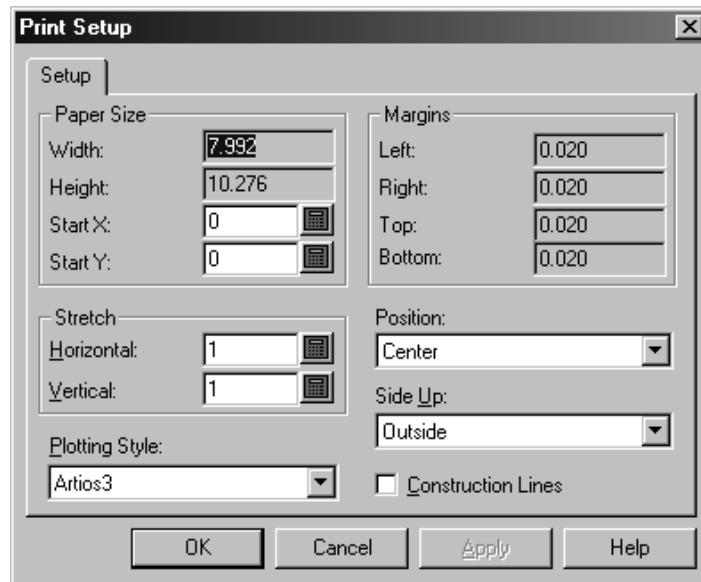 Print Setup
Setup
Paper Size
Width: 7.992
Height: 10.276
Start X: 0
Start Y: 0
Margins
Left: 0.020
Right: 0.020
Top: 0.020
Bottom: 0.020
Stretch
Horizontal: 1
Vertical: 1
Position:
Center
Side Up:
Outside
Plotting Style:
Artios3
Construction Lines
OK Cancel Apply Help